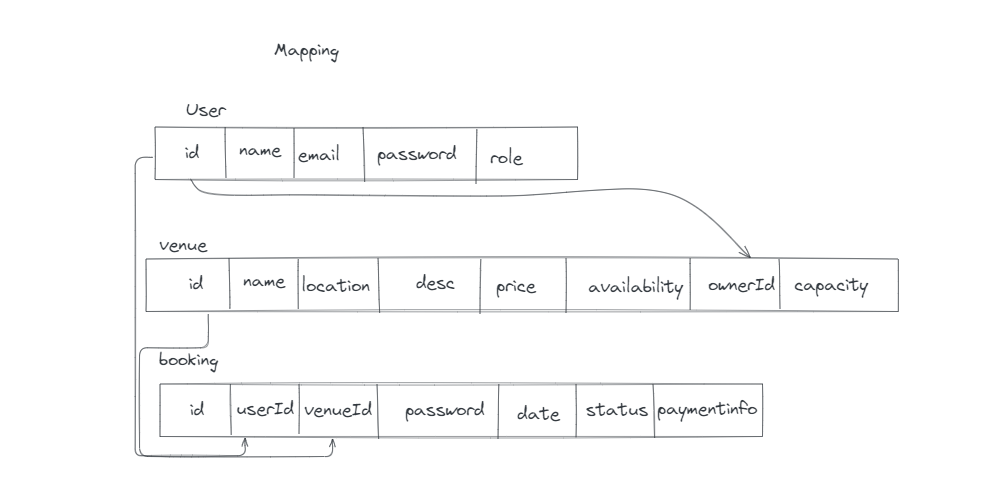 Mapping
User
id name email password role
venue
id name location desc price availability ownerId capacity
booking
id userId venueId password date status paymentinfo